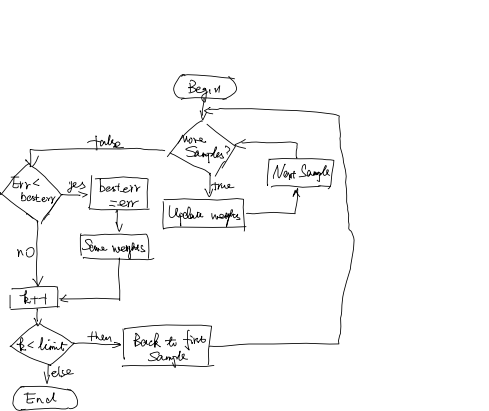 Begin
false
more
Samples?
Next Sample
true
Update weights
Err <
besterr
yes
besterr
= err
Save weights
no
k++
k < limit
then
Back to first
Sample
else
End